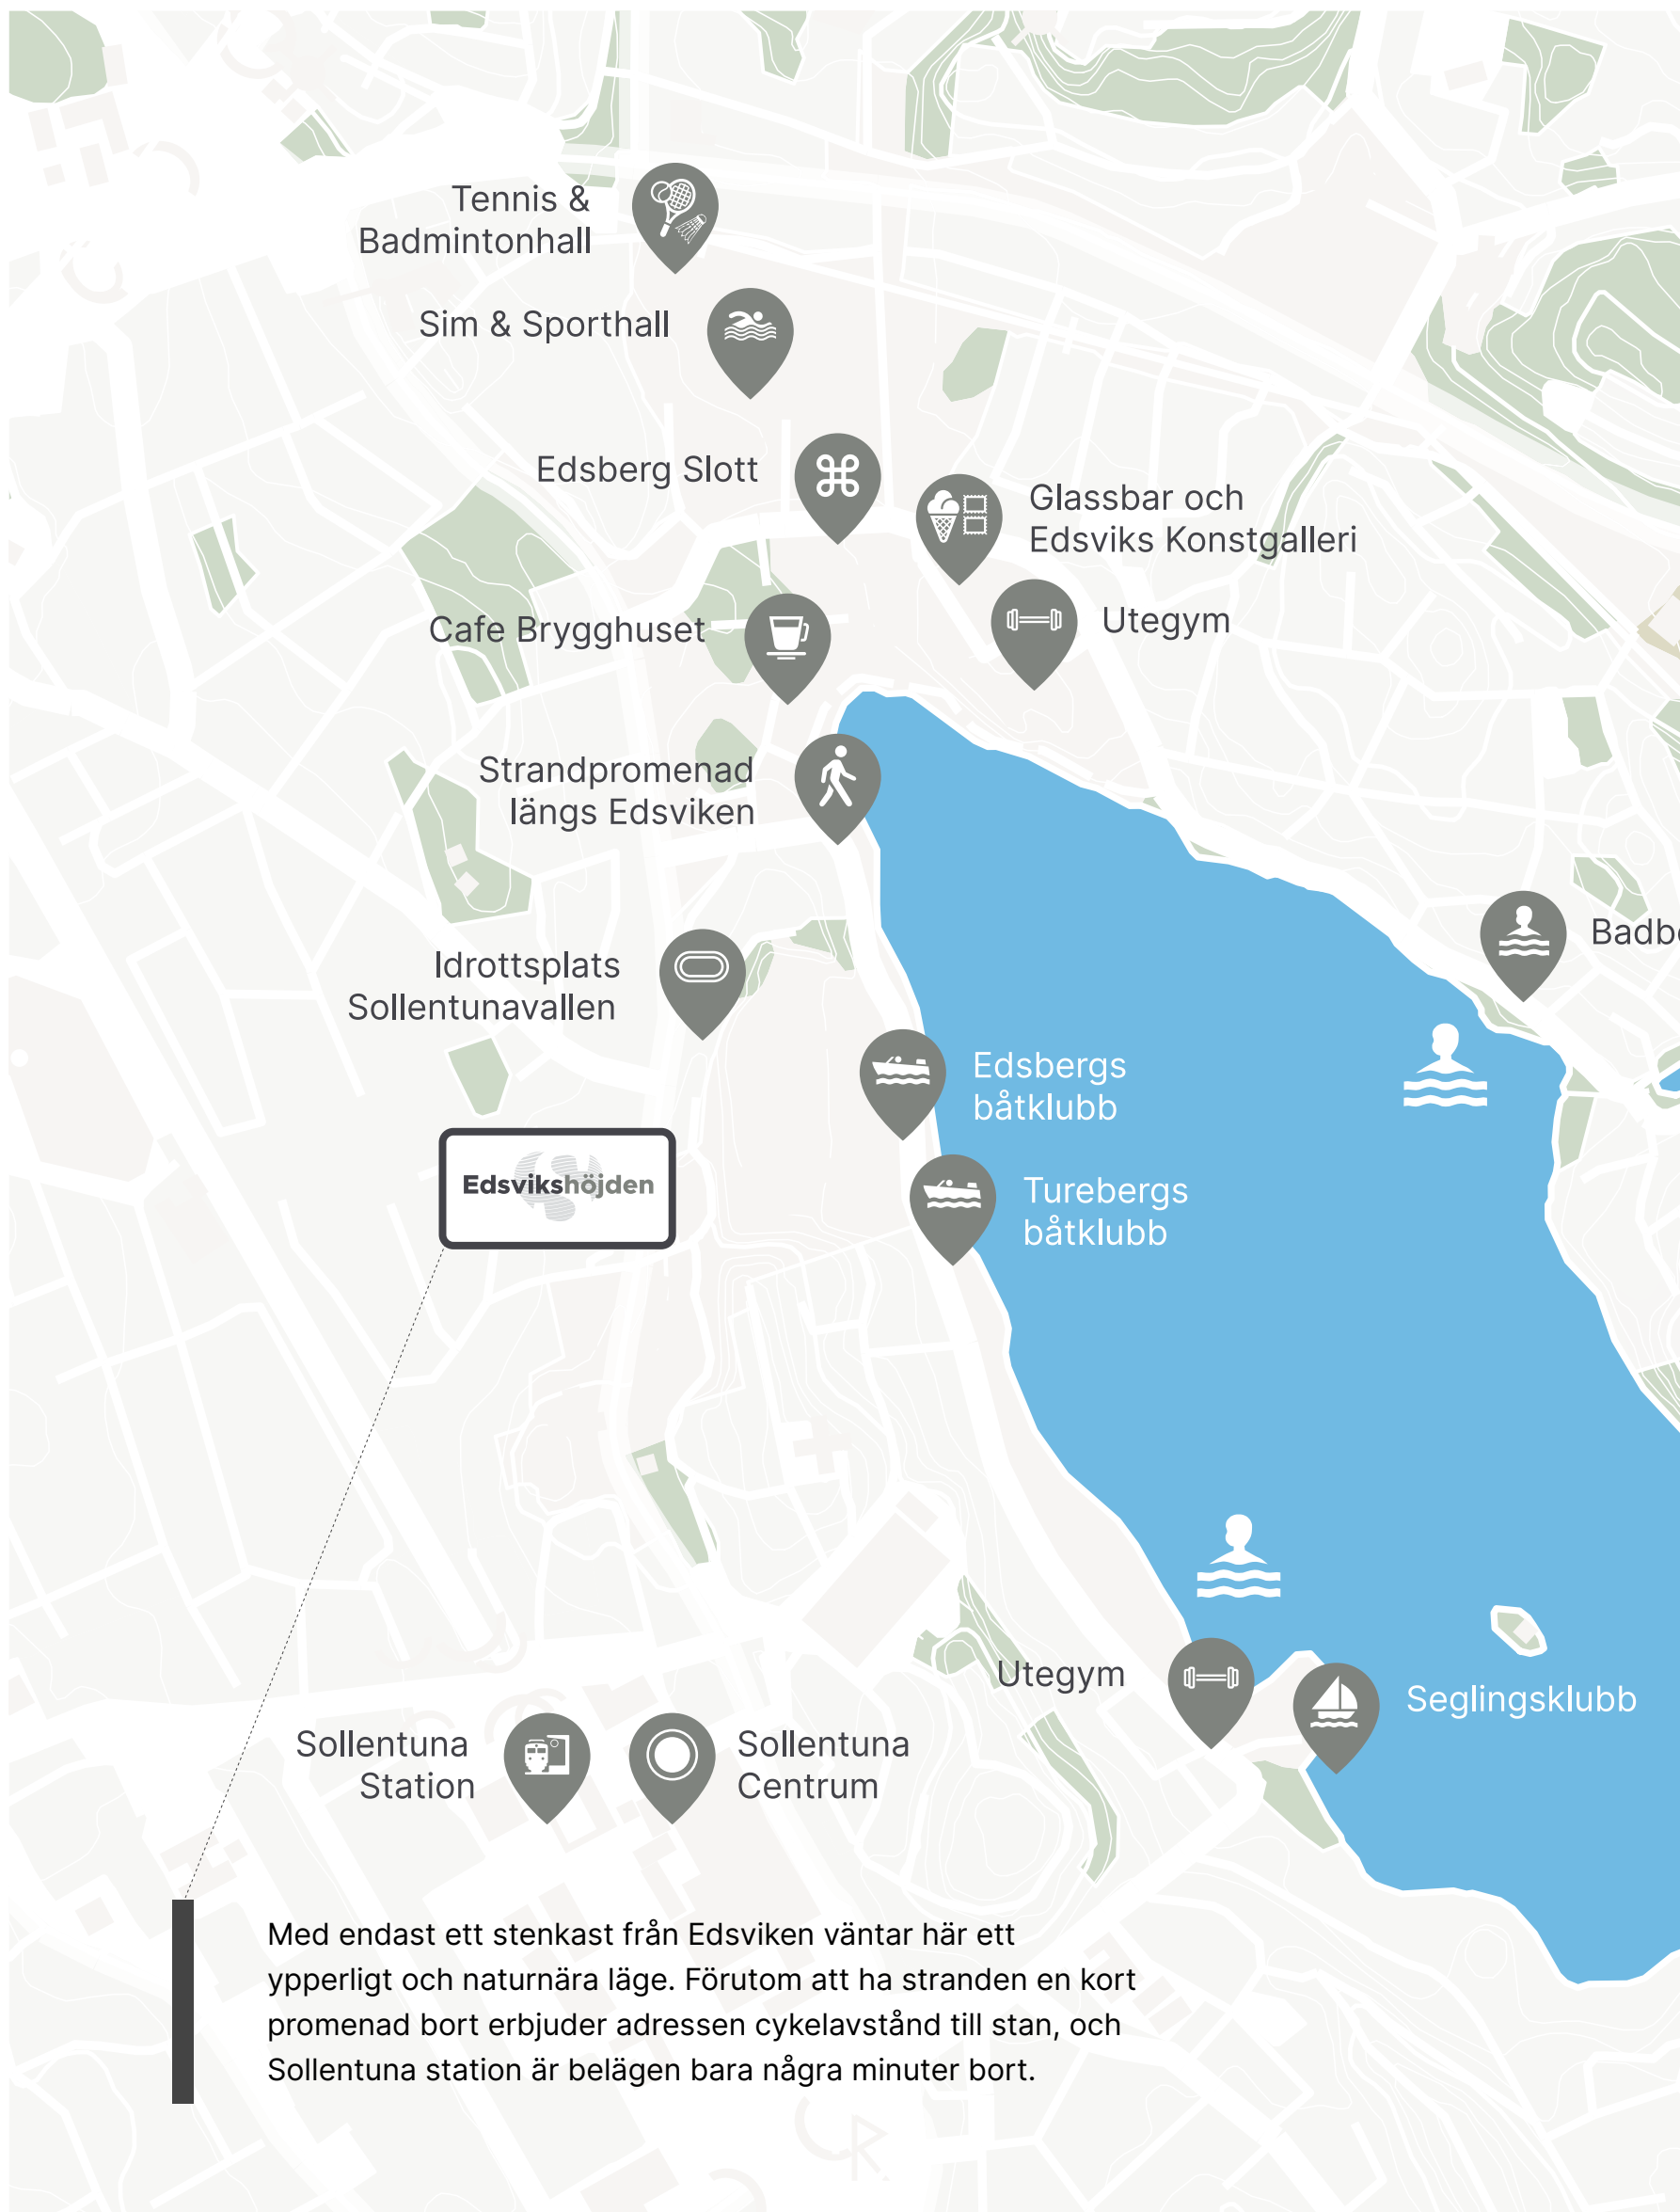 Tennis &
Badmintonhall
Sim & Sporthall
Edsberg Slott
Glassbar och
Edsviks Konstgalleri
Cafe Brygghuset
Utegym
Strandpromenad
längs Edsviken
Idrottsplats
Sollentunavallen
Edsbergs
båtklubb
Edsvikshöjden
Turebergs
båtklubb
Utegym
Seglingsklubb
Sollentuna
Station
Sollentuna
Centrum
Med endast ett stenkast från Edsviken väntar här ett
ypperligt och naturnära läge. Förutom att ha stranden en kort
promenad bort erbjuder adressen cykelavstånd till stan, och
Sollentuna station är belägen bara några minuter bort.